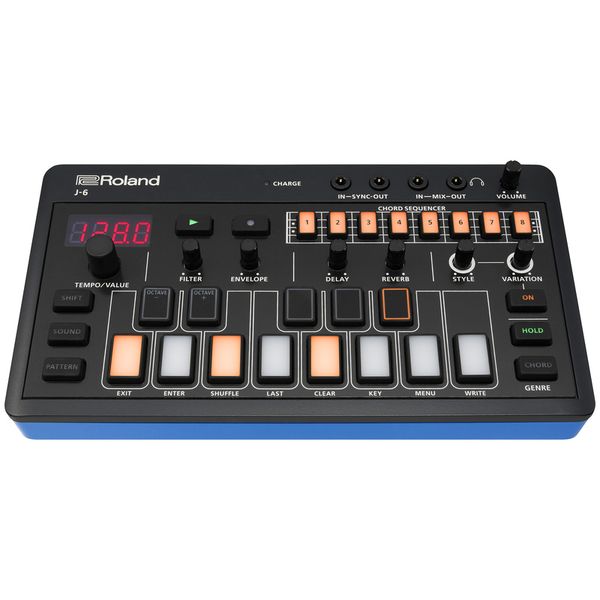 Roland
J-6
CHARGE
IN–SYNC–OUT
IN–MIX–OUT
VOLUME
CHORD SEQUENCER
128.0
1 2 3 4 5 6 7 8
TEMPO/VALUE
FILTER
ENVELOPE
DELAY
REVERB
STYLE
VARIATION
SHIFT
OCTAVE
–
OCTAVE
+
ON
SOUND
HOLD
PATTERN
CHORD
EXIT
ENTER
SHUFFLE
LAST
CLEAR
KEY
MENU
WRITE
GENRE